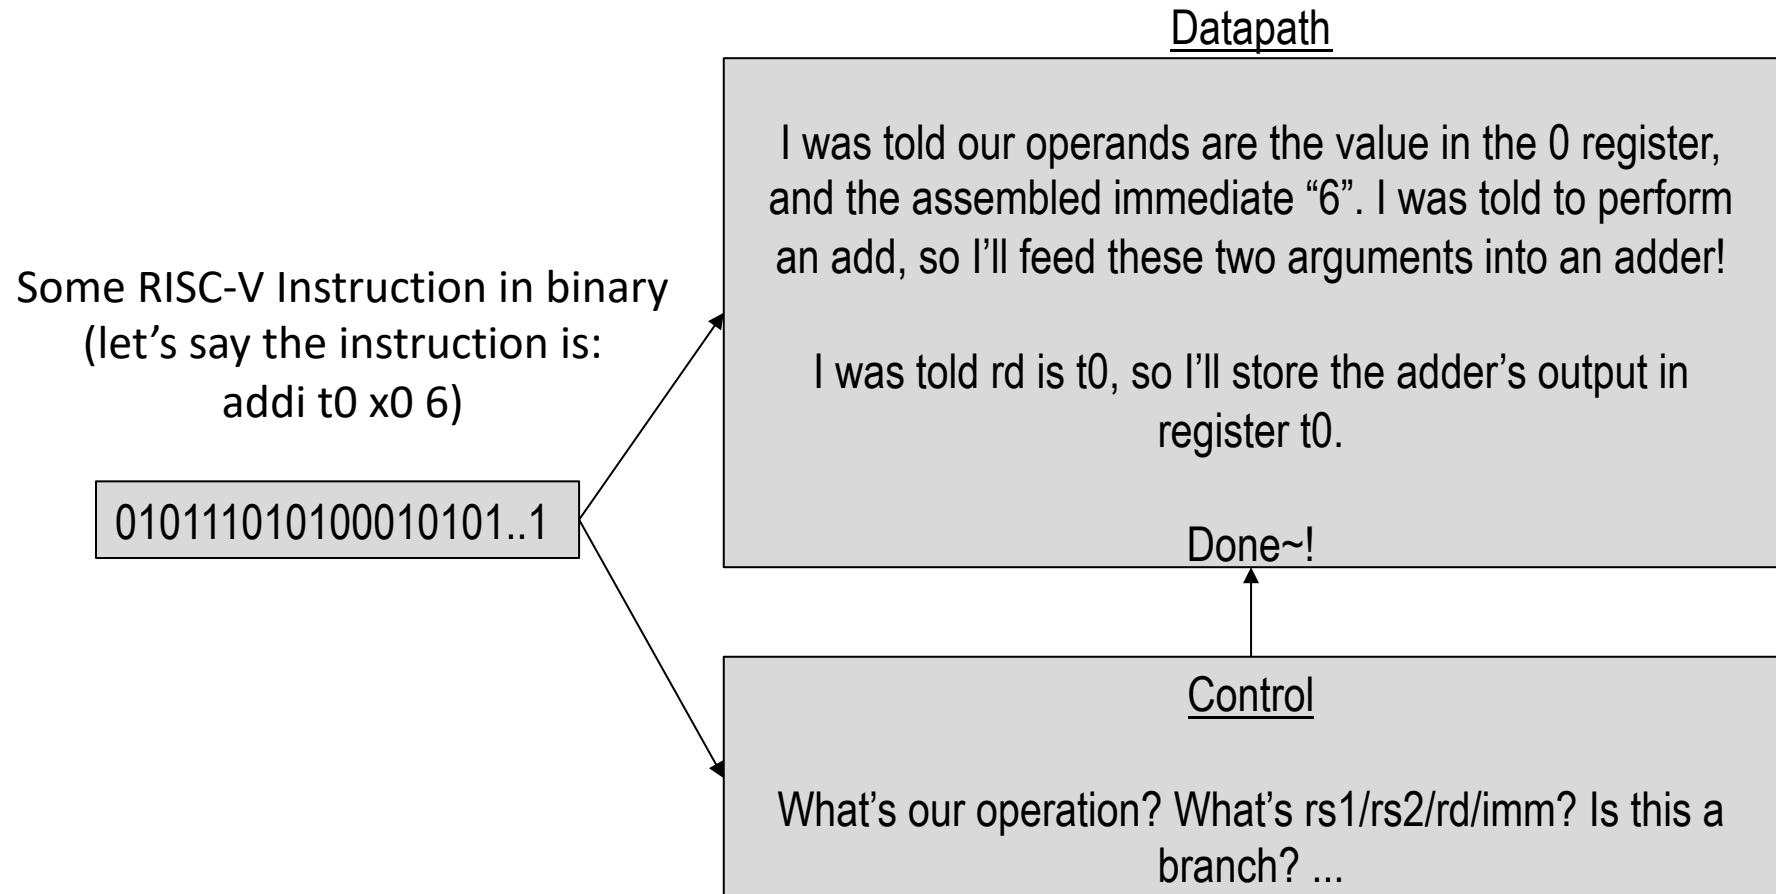 Datapath
I was told our operands are the value in the 0 register,
and the assembled immediate “6”. I was told to perform
an add, so I’ll feed these two arguments into an adder!
I was told rd is t0, so I’ll store the adder’s output in
register t0.
Done~!
Some RISC-V Instruction in binary
(let’s say the instruction is:
addi t0 x0 6)
010111010100010101..1
Control
What’s our operation? What’s rs1/rs2/rd/imm? Is this a
branch? ...